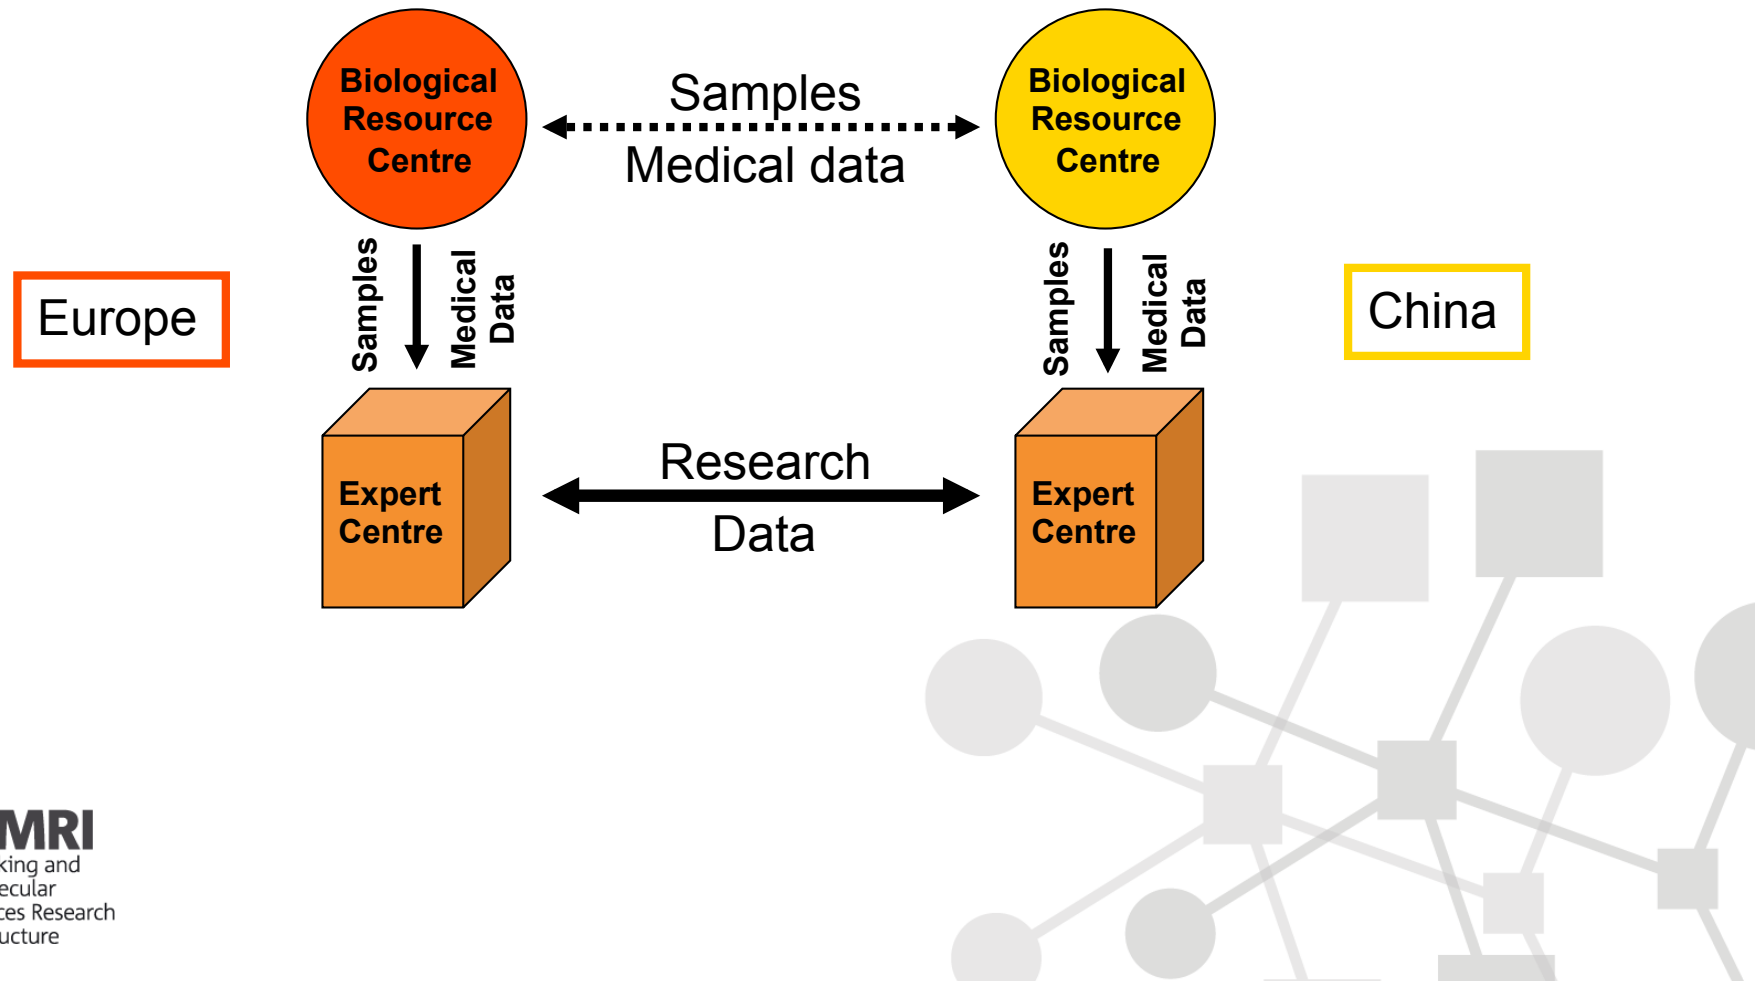 Biological
Resource
Centre
Samples
Medical data
Biological
Resource
Centre
Samples
Medical
Data
Samples
Medical
Data
Europe
China
Expert
Centre
Research
Data
Expert
Centre
MRI
king and
ecular
ces Research
ucture